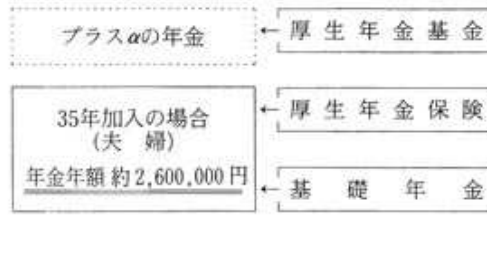 プラスαの年金
厚生年金基金
35年加入の場合
(夫 婦)
年金年額 約2,600,000円
厚生年金保険
基礎年金